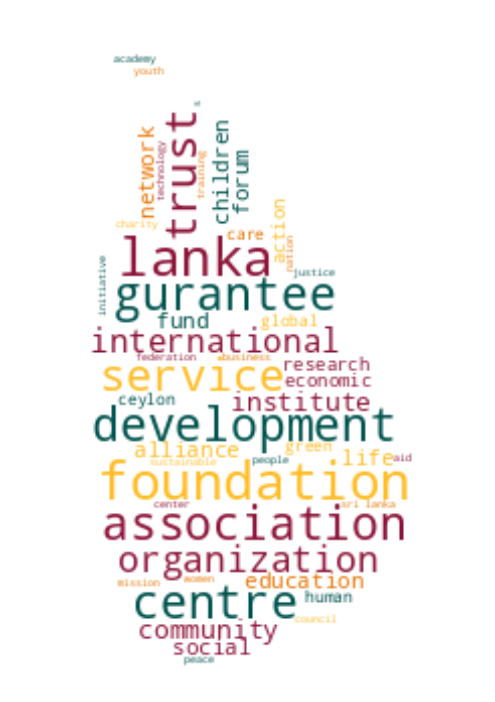 academy
youth
trust
network
technology
training
children
forum
charity
care
action
nation
lanka
justice
initiative
gurantee
fund
global
international
federation
business
research
service
economic
ceylon
institute
development
alliance
green
sustainable
people
life
aid
foundation
center
sri lanka
association
organization
mission
women
education
centre
human
council
community
social
peace